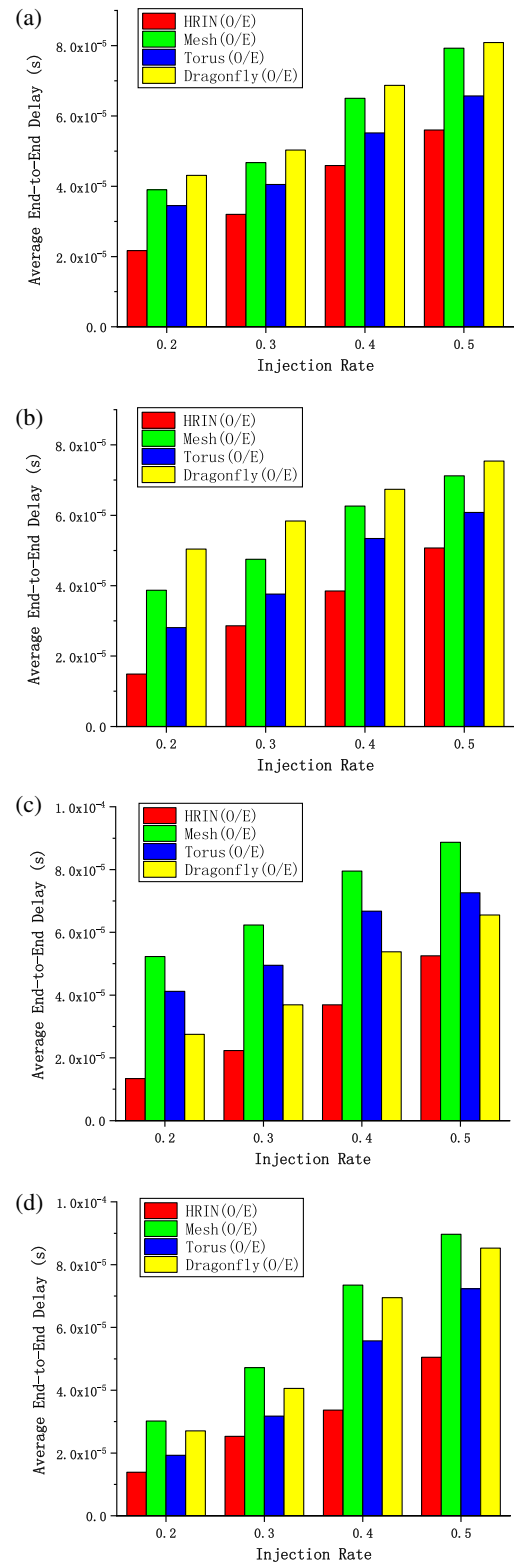 (a)
HRIN(O/E)
Mesh(O/E)
Torus(O/E)
Dragonfly(O/E)
Average End-to-End Delay (s)
8.0x10⁻⁵
6.0x10⁻⁵
4.0x10⁻⁵
2.0x10⁻⁵
0.0
0.2 0.3 0.4 0.5
Injection Rate
(b)
HRIN(O/E)
Mesh(O/E)
Torus(O/E)
Dragonfly(O/E)
Average End-to-End Delay (s)
8.0x10⁻⁵
6.0x10⁻⁵
4.0x10⁻⁵
2.0x10⁻⁵
0.0
0.2 0.3 0.4 0.5
Injection Rate
(c)
HRIN(O/E)
Mesh(O/E)
Torus(O/E)
Dragonfly(O/E)
Average End-to-End Delay (s)
1.0x10⁻⁴
8.0x10⁻⁵
6.0x10⁻⁵
4.0x10⁻⁵
2.0x10⁻⁵
0.0
0.2 0.3 0.4 0.5
Injection Rate
(d)
HRIN(O/E)
Mesh(O/E)
Torus(O/E)
Dragonfly(O/E)
Average End-to-End Delay (s)
1.0x10⁻⁴
8.0x10⁻⁵
6.0x10⁻⁵
4.0x10⁻⁵
2.0x10⁻⁵
0.0
0.2 0.3 0.4 0.5
Injection Rate